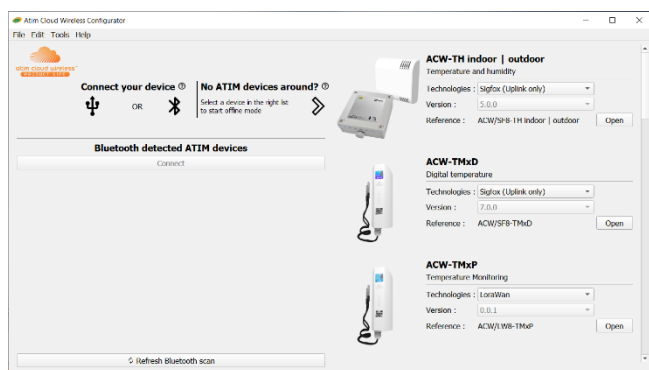 Atim Cloud Wireless Configurator
File Edit Tools Help
atim cloud wireless®
Connect your device
OR
No ATIM devices around?
Select a device in the right list
to start offline mode
Bluetooth detected ATIM devices
Connect
Refresh Bluetooth scan
ACW-TH indoor | outdoor
Temperature and humidity
Technologies : Sigfox (Uplink only)
Version : 5.0.0
Reference : ACW/SF8-TH Indoor | outdoor Open
ACW-TMxD
Digital temperature
Technologies : Sigfox (Uplink only)
Version : 7.0.0
Reference : ACW/SF8-TMxD Open
ACW-TMxP
Temperature Monitoring
Technologies : LoraWan
Version : 0.0.1
Reference : ACW/LW8-TMxP Open